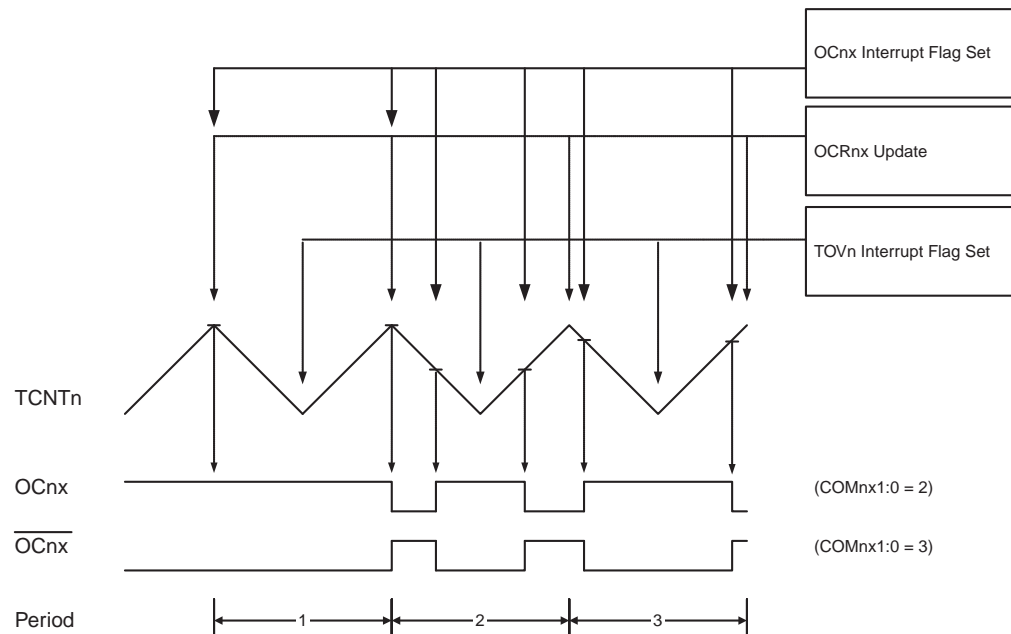 OCnx Interrupt Flag Set
OCRnx Update
TOVn Interrupt Flag Set
TCNTn
OCnx
(COMnx1:0 = 2)
OCnx
(COMnx1:0 = 3)
Period
1
2
3